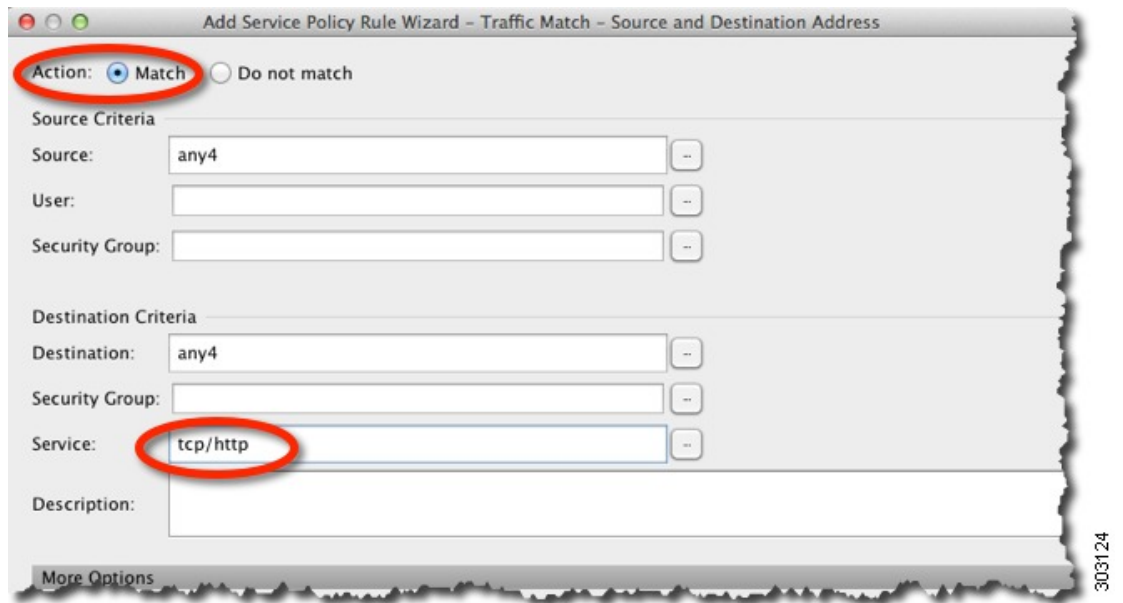 Add Service Policy Rule Wizard – Traffic Match – Source and Destination Address
Action: Match Do not match
Source Criteria
Source: any4 ...
User: ...
Security Group: ...
Destination Criteria
Destination: any4 ...
Security Group: ...
Service: tcp/http ...
Description:
More Options
303124